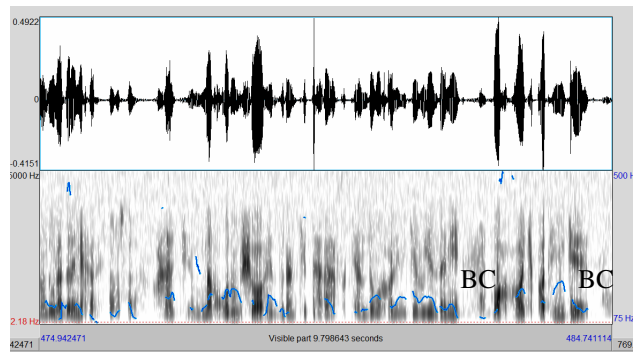 0.4922
0
-0.4151
5000 Hz 500 H
BC BC
2.18 Hz 75 Hz
474.942471 Visible part 9.798643 seconds 484.741114
42471 769